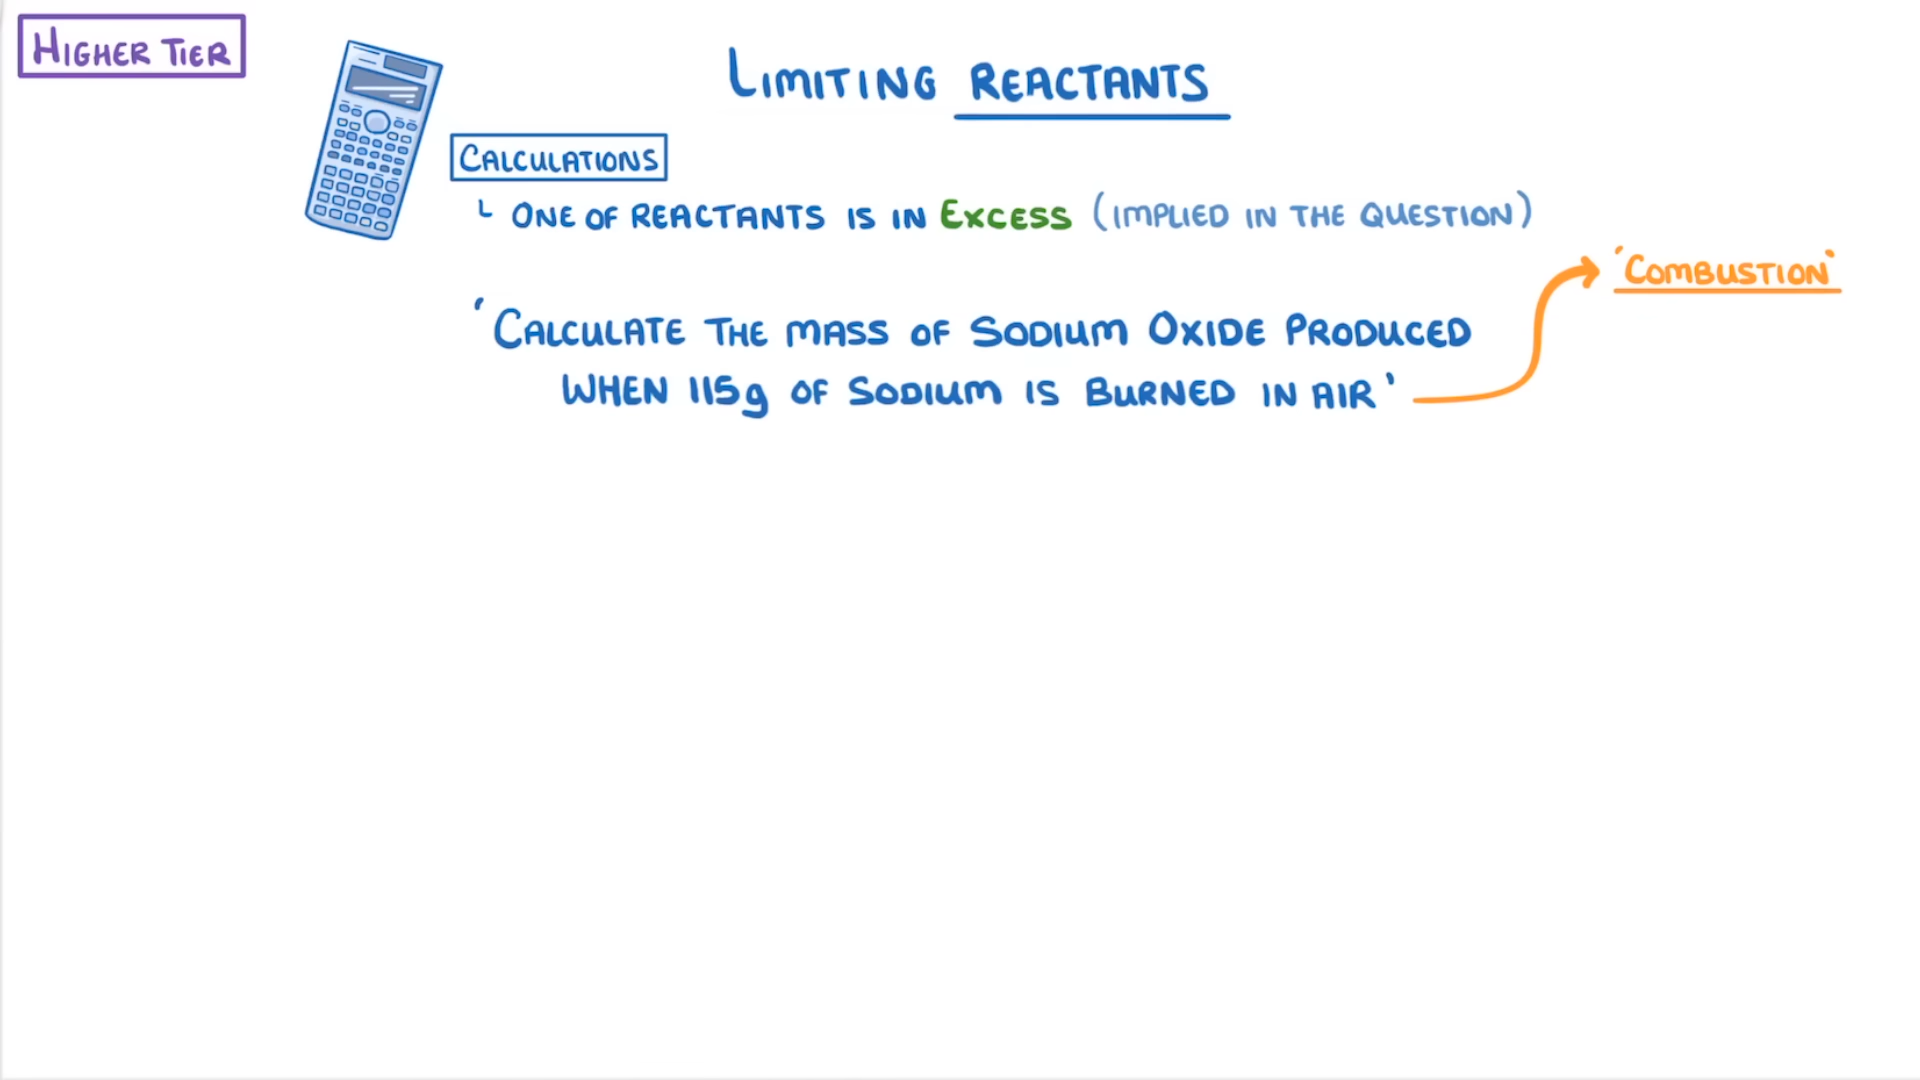 HIGHER TIER
LIMITING REACTANTS
CALCULATIONS
ONE OF REACTANTS IS IN EXCESS (IMPLIED IN THE QUESTION)
'COMBUSTION'
'CALCULATE THE MASS OF SODIUM OXIDE PRODUCED
WHEN 115g OF SODIUM IS BURNED IN AIR'